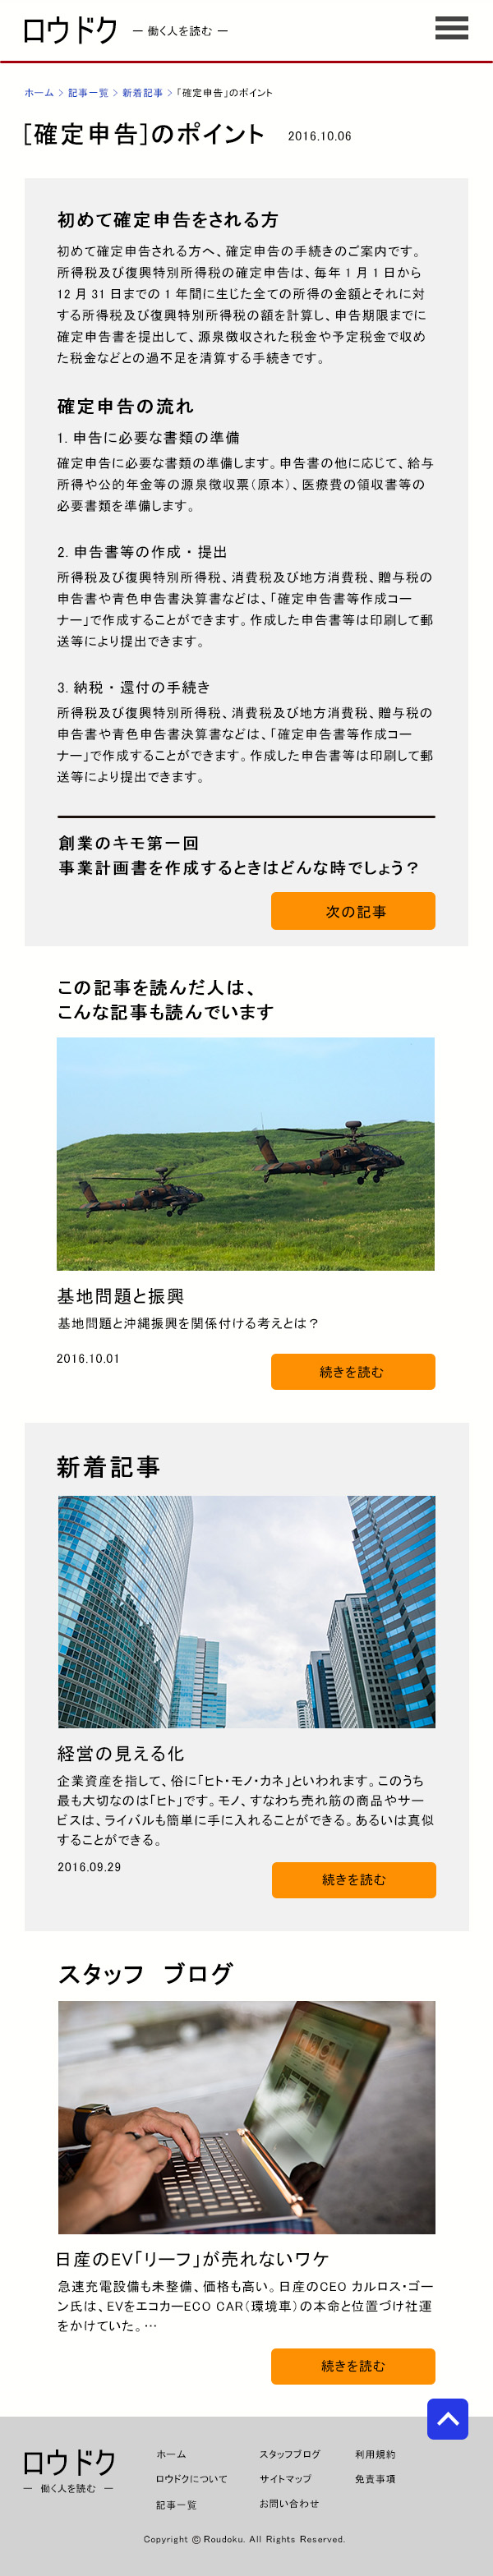 ロウドク ー 働く人を読む ー
ホーム > 記事一覧 > 新着記事 > 「確定申告」のポイント
[確定申告]のポイント 2016.10.06
初めて確定申告をされる方
初めて確定申告される方へ、確定申告の手続きのご案内です。
所得税及び復興特別所得税の確定申告は、毎年 1 月 1 日から
12 月 31 日までの 1 年間に生じた全ての所得の金額とそれに対
する所得税及び復興特別所得税の額を計算し、申告期限までに
確定申告書を提出して、源泉徴収された税金や予定税金で収め
た税金などとの過不足を清算する手続きです。
確定申告の流れ
1. 申告に必要な書類の準備
確定申告に必要な書類の準備します。申告書の他に応じて、給与
所得や公的年金等の源泉徴収票（原本）、医療費の領収書等の
必要書類を準備します。
2. 申告書等の作成・提出
所得税及び復興特別所得税、消費税及び地方消費税、贈与税の
申告書や青色申告書決算書などは、「確定申告書等作成コー
ナー」で作成することができます。作成した申告書等は印刷して郵
送等により提出できます。
3. 納税・還付の手続き
所得税及び復興特別所得税、消費税及び地方消費税、贈与税の
申告書や青色申告書決算書などは、「確定申告書等作成コー
ナー」で作成することができます。作成した申告書等は印刷して郵
送等により提出できます。
創業のキモ第一回
事業計画書を作成するときはどんな時でしょう？
次の記事
この記事を読んだ人は、
こんな記事も読んでいます
基地問題と振興
基地問題と沖縄振興を関係付ける考えとは？
2016.10.01
続きを読む
新着記事
経営の見える化
企業資産を指して、俗に「ヒト・モノ・カネ」といわれます。このうち
最も大切なのは「ヒト」です。モノ、すなわち売れ筋の商品やサー
ビスは、ライバルも簡単に手に入れることができる。あるいは真似
することができる。
2016.09.29
続きを読む
スタッフ ブログ
日産のEV「リーフ」が売れないワケ
急速充電設備も未整備、価格も高い。日産のCEO カルロス・ゴー
ン氏は、EVをエコカーECO CAR（環境車）の本命と位置づけ社運
をかけていた。…
続きを読む
ロウドク
ー 働く人を読む ー
ホーム
ロウドクについて
記事一覧
スタッフブログ
サイトマップ
お問い合わせ
利用規約
免責事項
Copyright © Roudoku. All Rights Reserved.